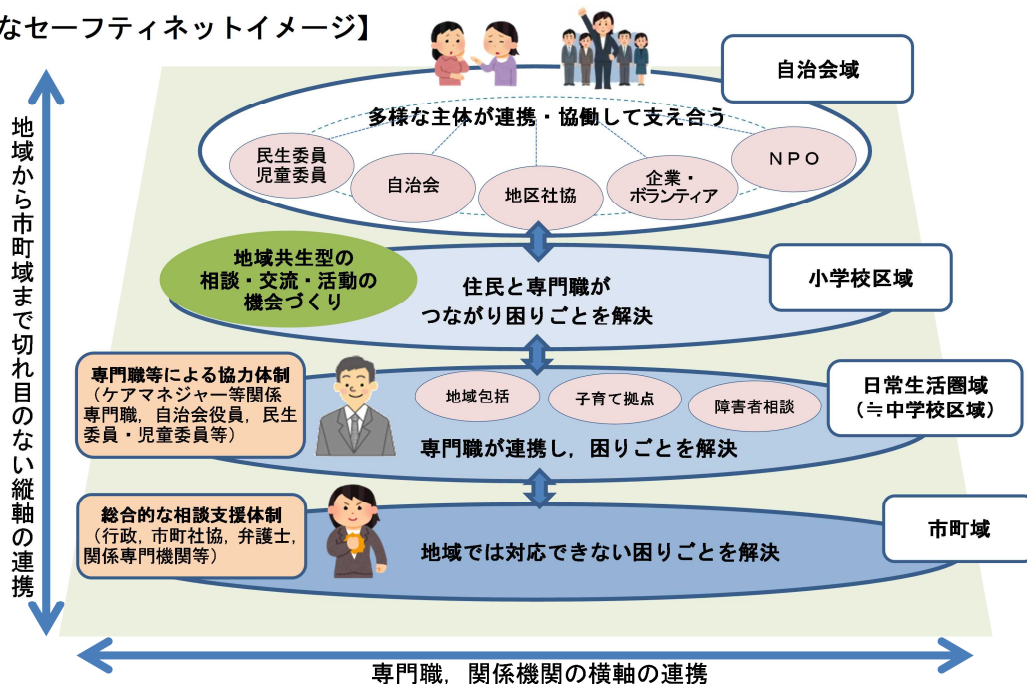 なセーフティネットイメージ】
自治会域
多様な主体が連携・協働して支え合う
民生委員
児童委員
自治会
地区社協
企業・
ボランティア
NPO
地域共生型の
相談・交流・活動の
機会づくり
住民と専門職が
つながり困りごとを解決
小学校区域
専門職等による協力体制
(ケアマネジャー等関係
専門職,自治会役員,民生
委員・児童委員等)
地域包括
子育て拠点
障害者相談
専門職が連携し,困りごとを解決
日常生活圏域
(≒中学校区域)
総合的な相談支援体制
(行政,市町社協,弁護士,
関係専門機関等)
地域では対応できない困りごとを解決
市町域
地域から市町域まで切れ目のない縦軸の連携
専門職,関係機関の横軸の連携